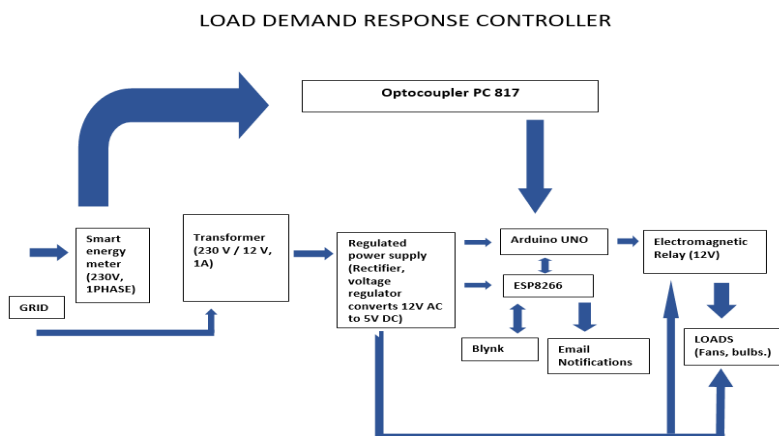 LOAD DEMAND RESPONSE CONTROLLER
Optocoupler PC 817
Smart
energy
meter
(230V,
1PHASE)
Transformer
(230 V / 12 V,
1A)
Regulated
power supply
(Rectifier,
voltage
regulator
converts 12V AC
to 5V DC)
Arduino UNO
Electromagnetic
Relay (12V)
ESP8266
GRID
Blynk
Email
Notifications
LOADS
(Fans, bulbs.)